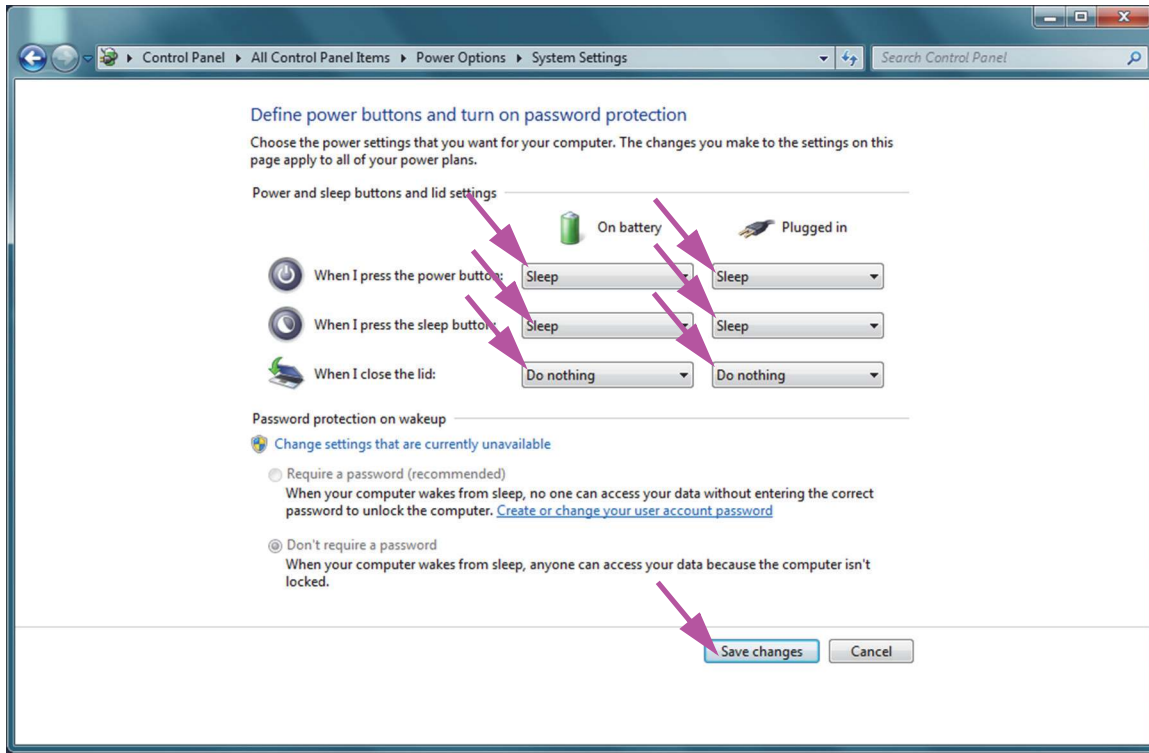 Control Panel ▸ All Control Panel Items ▸ Power Options ▸ System Settings
Search Control Panel
Define power buttons and turn on password protection
Choose the power settings that you want for your computer. The changes you make to the settings on this
page apply to all of your power plans.
Power and sleep buttons and lid settings
On battery
Plugged in
When I press the power button:
Sleep
Sleep
When I press the sleep button:
Sleep
Sleep
When I close the lid:
Do nothing
Do nothing
Password protection on wakeup
Change settings that are currently unavailable
Require a password (recommended)
When your computer wakes from sleep, no one can access your data without entering the correct
password to unlock the computer. Create or change your user account password
Don't require a password
When your computer wakes from sleep, anyone can access your data because the computer isn't
locked.
Save changes
Cancel